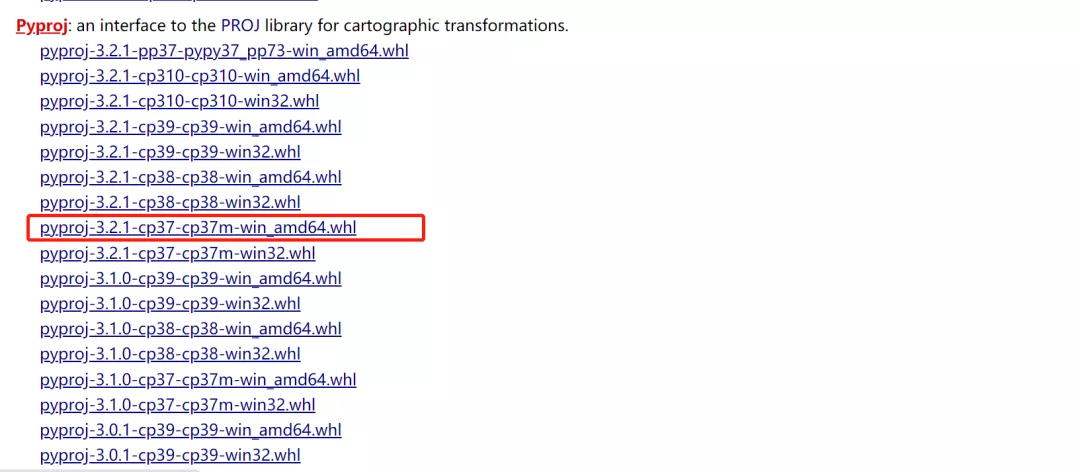 Pyproj: an interface to the PROJ library for cartographic transformations.
pyproj-3.2.1-pp37-pypy37_pp73-win_amd64.whl
pyproj-3.2.1-cp310-cp310-win_amd64.whl
pyproj-3.2.1-cp310-cp310-win32.whl
pyproj-3.2.1-cp39-cp39-win_amd64.whl
pyproj-3.2.1-cp39-cp39-win32.whl
pyproj-3.2.1-cp38-cp38-win_amd64.whl
pyproj-3.2.1-cp38-cp38-win32.whl
pyproj-3.2.1-cp37-cp37m-win_amd64.whl
pyproj-3.2.1-cp37-cp37m-win32.whl
pyproj-3.1.0-cp39-cp39-win_amd64.whl
pyproj-3.1.0-cp39-cp39-win32.whl
pyproj-3.1.0-cp38-cp38-win_amd64.whl
pyproj-3.1.0-cp38-cp38-win32.whl
pyproj-3.1.0-cp37-cp37m-win_amd64.whl
pyproj-3.1.0-cp37-cp37m-win32.whl
pyproj-3.0.1-cp39-cp39-win_amd64.whl
pyproj-3.0.1-cp39-cp39-win32.whl